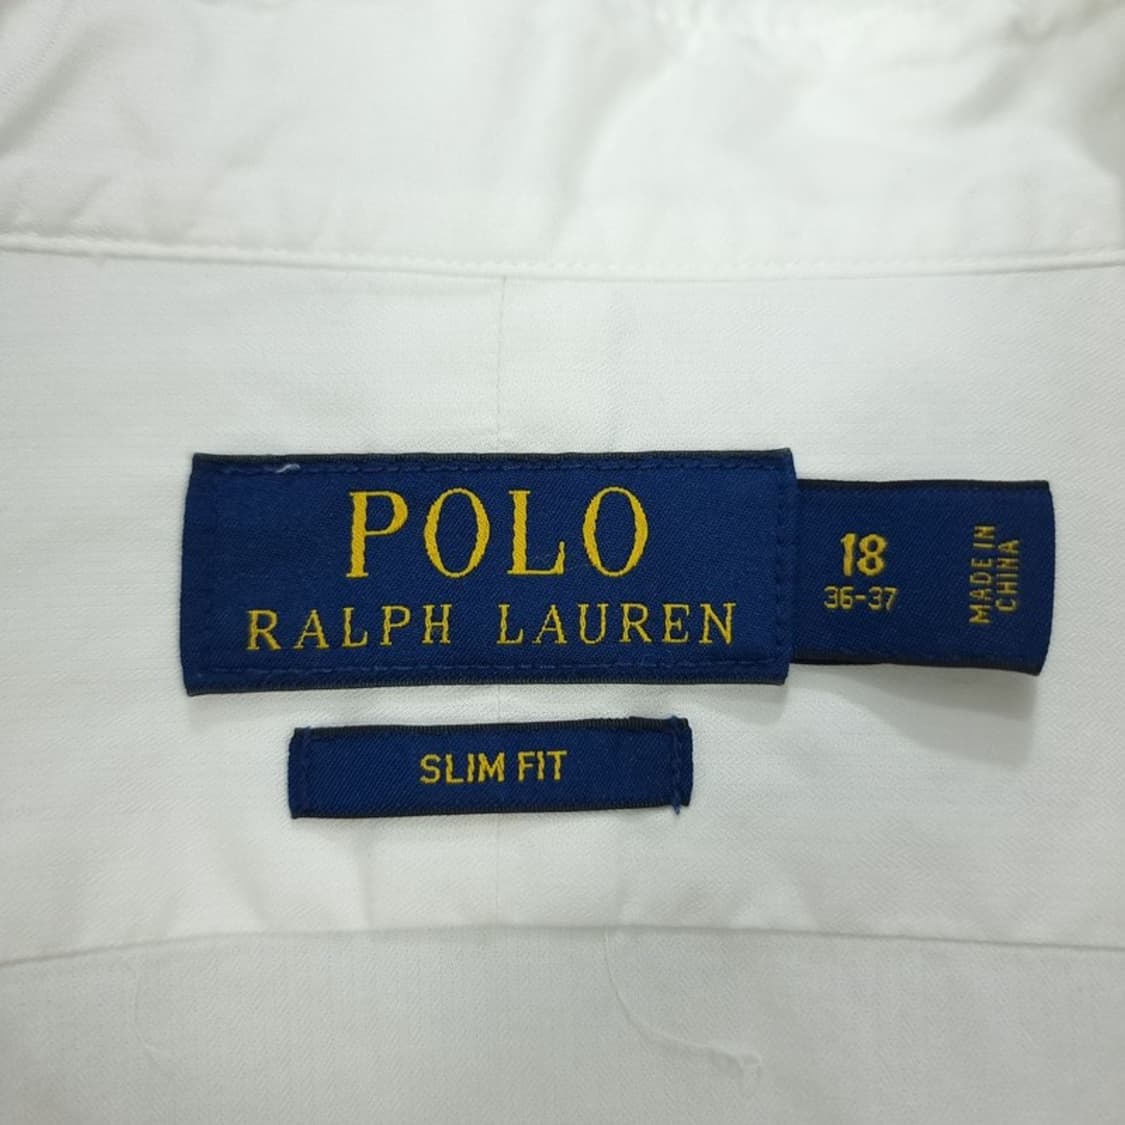 POLO
RALPH LAUREN
18
36-37
MADE IN
CHINA
SLIM FIT